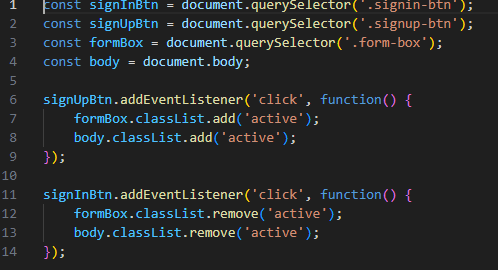 1 const signInBtn = document.querySelector('.signin-btn');
2 const signUpBtn = document.querySelector('.signup-btn');
3 const formBox = document.querySelector('.form-box');
4 const body = document.body;
5
6 signUpBtn.addEventListener('click', function() {
7     formBox.classList.add('active');
8     body.classList.add('active');
9 });
10
11 signInBtn.addEventListener('click', function() {
12     formBox.classList.remove('active');
13     body.classList.remove('active');
14 });